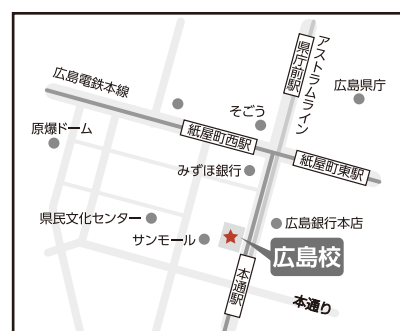 アストラムライン
県庁前駅
広島県庁
広島電鉄本線
そごう
原爆ドーム
紙屋町西駅
紙屋町東駅
みずほ銀行
県民文化センター
広島銀行本店
サンモール
広島校
本通駅
本通り